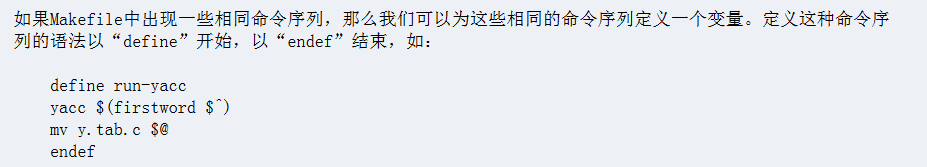 如果Makefile中出现一些相同命令序列，那么我们可以为这些相同的命令序列定义一个变量。定义这种命令序
列的语法以“define”开始，以“endef”结束，如：
define run-yacc
yacc $(firstword $^)
mv y.tab.c $@
endef